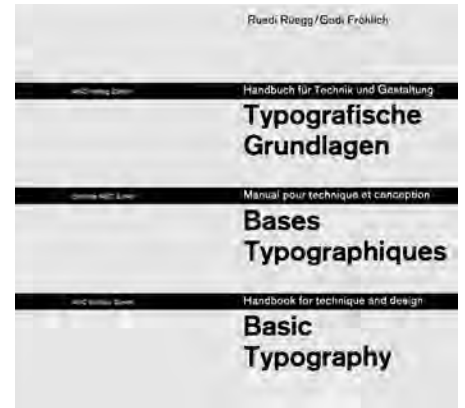 Ruedi Rüegg/Godi Fröhlich
Handbuch für Technik und Gestaltung
Typografische
Grundlagen
Manual pour technique et conception
Bases
Typographiques
Handbook for technique and design
Basic
Typography